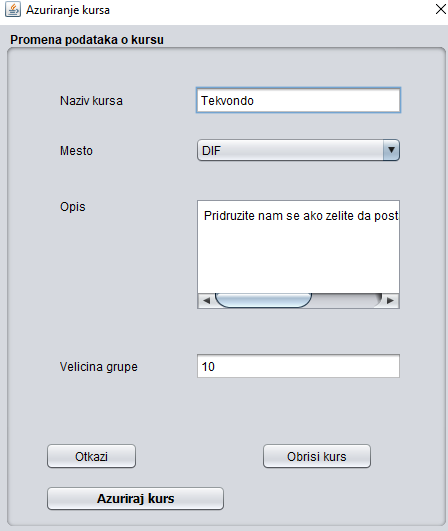 Azuriranje kursa
Promena podataka o kursu
Naziv kursa
Tekvondo
Mesto
DIF
Opis
Pridruzite nam se ako zelite da post
Velicina grupe
10
Otkazi
Obrisi kurs
Azuriraj kurs